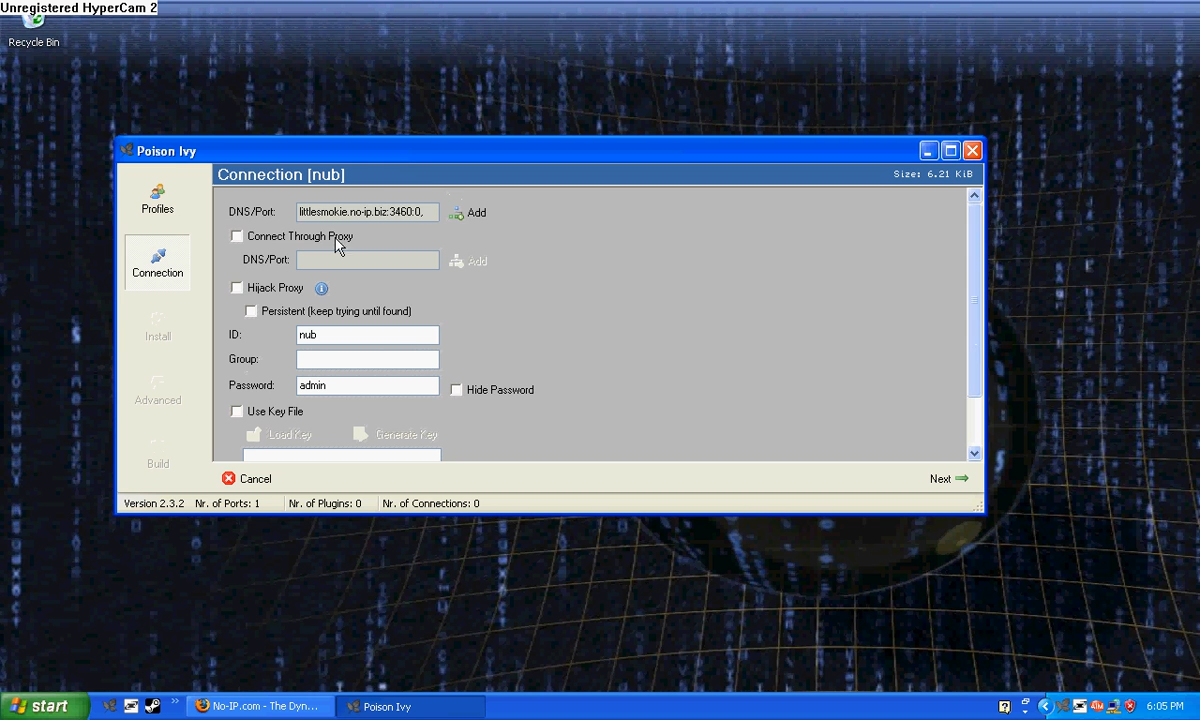 Unregistered HyperCam 2
Recycle Bin
Poison Ivy
Connection [nub]
Size: 6.21 KiB
Profiles
DNS/Port: littlesmokie.no-ip.biz:3460:0, Add
Connect Through Proxy
DNS/Port: Add
Connection
Hijack Proxy
Persistent (keep trying until found)
Install
ID: nub
Group:
Password: admin Hide Password
Advanced
Use Key File
Load Key Generate Key
Build
Cancel
Next
Version 2.3.2 Nr. of Ports: 1 Nr. of Plugins: 0 Nr. of Connections: 0
start No-IP.com - The Dyn... Poison Ivy 6:05 PM